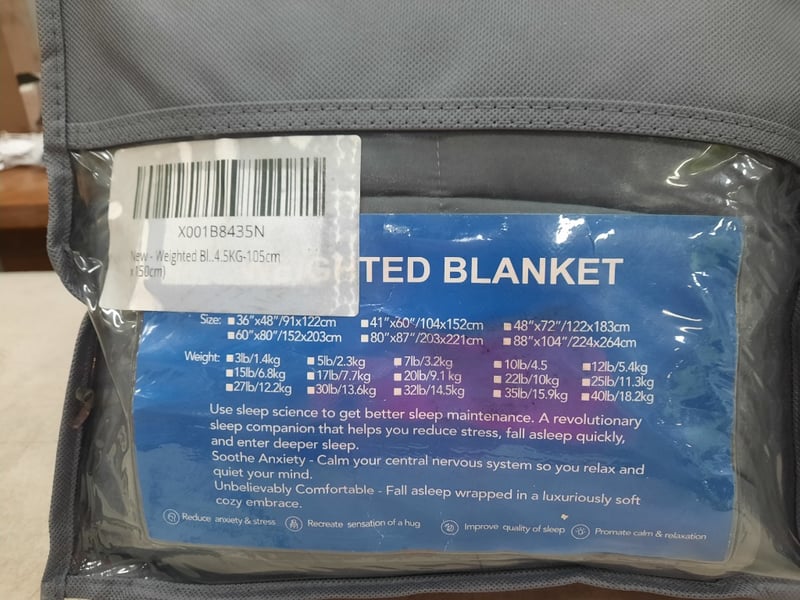 X001B8435N
New - Weighted Bl..4.5KG-105cm
x 150cm)
GHTED BLANKET
Size: 36"x48"/91x122cm 41"x60"/104x152cm 48"x72"/122x183cm
60"x80"/152x203cm 80"x87"/203x221cm 88"x104"/224x264cm
Weight: 3lb/1.4kg 5lb/2.3kg 7lb/3.2kg 10lb/4.5 12lb/5.4kg
15lb/6.8kg 17lb/7.7kg 20lb/9.1 kg 22lb/10kg 25lb/11.3kg
27lb/12.2kg 30lb/13.6kg 32lb/14.5kg 35lb/15.9kg 40lb/18.2kg
Use sleep science to get better sleep maintenance. A revolutionary
sleep companion that helps you reduce stress, fall asleep quickly,
and enter deeper sleep.
Soothe Anxiety - Calm your central nervous system so you relax and
quiet your mind.
Unbelievably Comfortable - Fall asleep wrapped in a luxuriously soft
cozy embrace.
Reduce anxiety & stress Recreate sensation of a hug Improve quality of sleep Promate calm & relaxation